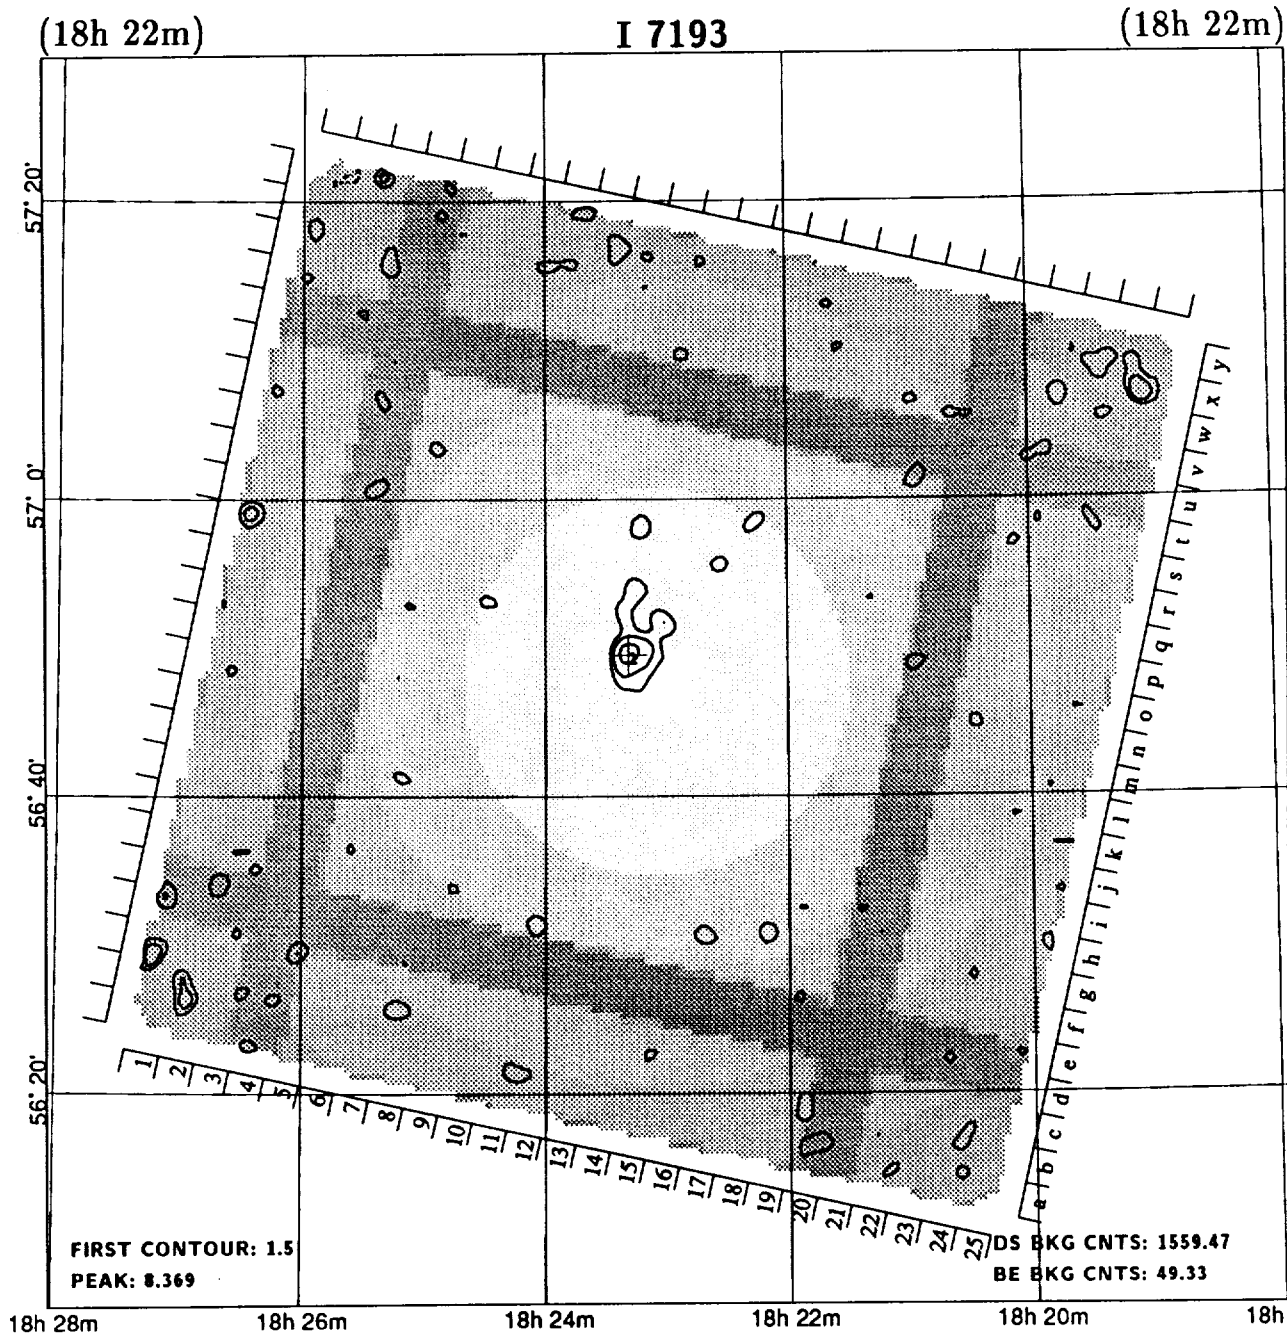 (18h 22m) I 7193 (18h 22m)
57° 20'
57° 0'
56° 40'
56° 20'
y
x
w
v
u
t
s
r
q
p
o
n
m
l
k
j
i
h
g
f
e
d
c
b
a
1 2 3 4 5 6 7 8 9 10 11 12 13 14 15 16 17 18 19 20 21 22 23 24 25
FIRST CONTOUR: 1.5
PEAK: 8.369
DS BKG CNTS: 1559.47
BE BKG CNTS: 49.33
18h 28m 18h 26m 18h 24m 18h 22m 18h 20m 18h